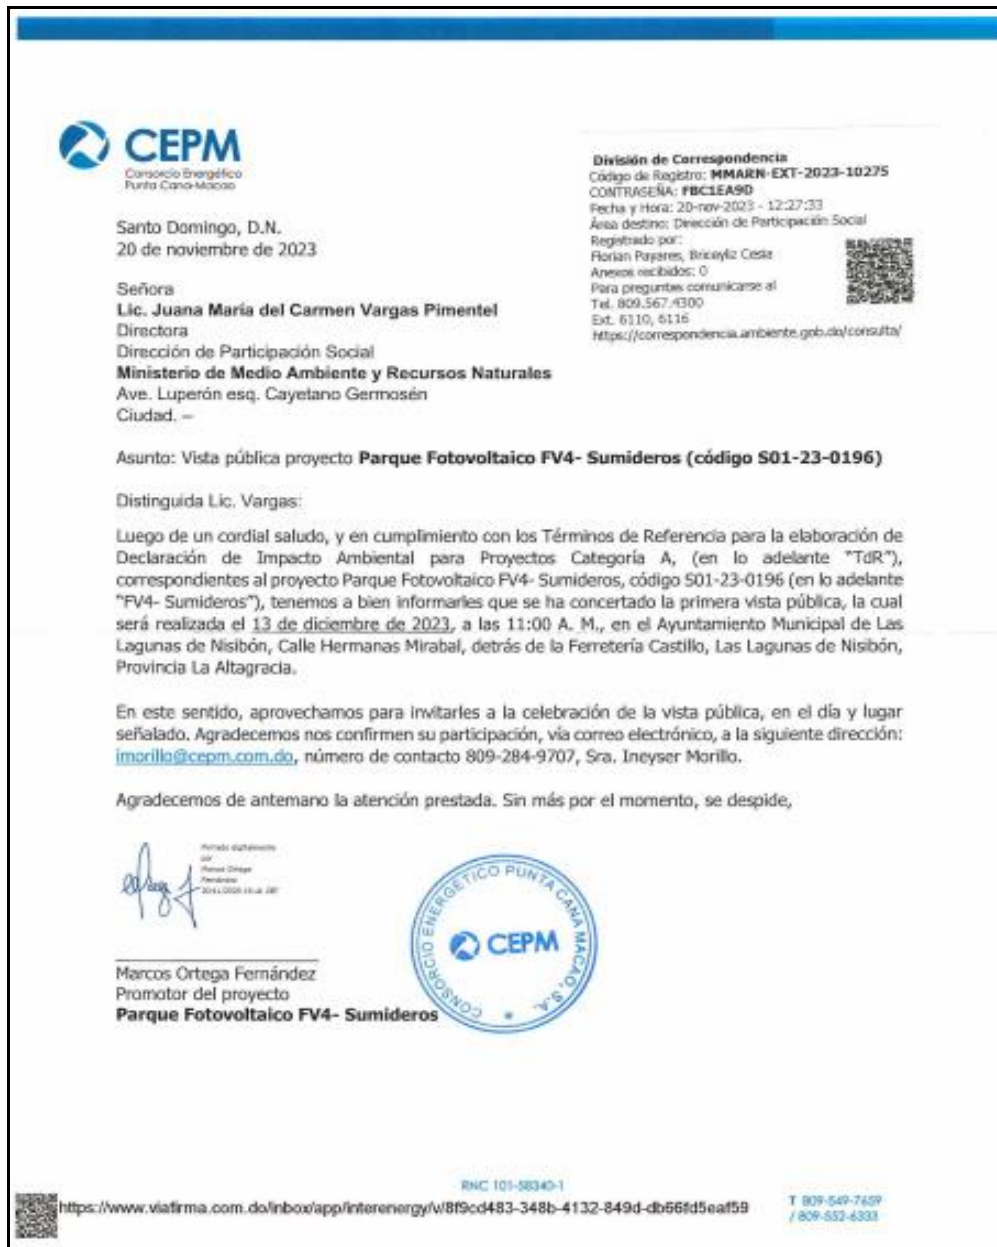 CEPM
Consorcio Energético
Punta Cana-Macao
División de Correspondencia
Código de Registro: MMARN-EXT-2023-10275
CONTRASEÑA: FBC1EA9D
Fecha y Hora: 20-nov-2023 - 12:27:33
Área destino: Dirección de Participación Social
Registrado por:
Florian Payares, Briceyliz Cesia
Anexos recibidos: 0
Para preguntas comunicarse al
Tel. 809.567.4300
Ext. 6110, 6116
https://correspondencia.ambiente.gob.do/consulta/
Santo Domingo, D.N.
20 de noviembre de 2023
Señora
Lic. Juana María del Carmen Vargas Pimentel
Directora
Dirección de Participación Social
Ministerio de Medio Ambiente y Recursos Naturales
Ave. Luperón esq. Cayetano Germosén
Ciudad. –
Asunto: Vista pública proyecto Parque Fotovoltaico FV4- Sumideros (código S01-23-0196)
Distinguida Lic. Vargas:
Luego de un cordial saludo, y en cumplimiento con los Términos de Referencia para la elaboración de
Declaración de Impacto Ambiental para Proyectos Categoría A, (en lo adelante "TdR"),
correspondientes al proyecto Parque Fotovoltaico FV4- Sumideros, código S01-23-0196 (en lo adelante
"FV4- Sumideros"), tenemos a bien informarles que se ha concertado la primera vista pública, la cual
será realizada el 13 de diciembre de 2023, a las 11:00 A. M., en el Ayuntamiento Municipal de Las
Lagunas de Nisibón, Calle Hermanas Mirabal, detrás de la Ferretería Castillo, Las Lagunas de Nisibón,
Provincia La Altagracia.
En este sentido, aprovechamos para invitarles a la celebración de la vista pública, en el día y lugar
señalado. Agradecemos nos confirmen su participación, vía correo electrónico, a la siguiente dirección:
imorillo@cepm.com.do, número de contacto 809-284-9707, Sra. Ineyser Morillo.
Agradecemos de antemano la atención prestada. Sin más por el momento, se despide,
Firmado digitalmente
por
Marcos Ortega
Fernández
CONSORCIO ENERGETICO PUNTA CANA MACAO, S.A.
CEPM
Marcos Ortega Fernández
Promotor del proyecto
Parque Fotovoltaico FV4- Sumideros
RNC 101-58340-1
https://www.viafirma.com.do/inbox/app/interenergy/v/8f9cd483-348b-4132-849d-db66fd5eaf59
T 809-549-7659
/ 809-552-6333